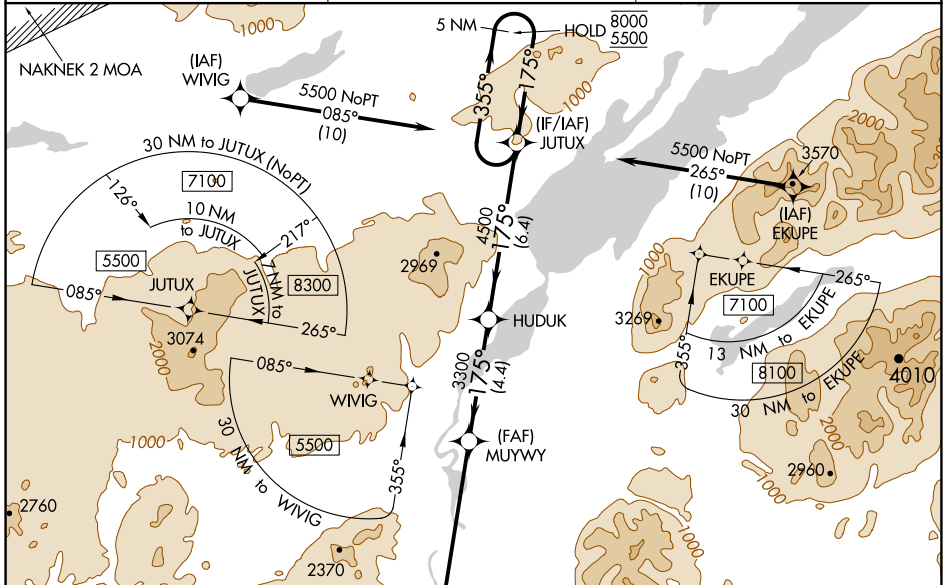 NAKNEK 2 MOA
1000
(IAF)
WIVIG
5500 NoPT
085°
(10)
5 NM
HOLD
8000
5500
355°
175°
1000
(IF/IAF)
JUTUX
2000
3570
5500 NoPT
265°
(10)
(IAF)
EKUPE
30 NM to JUTUX (NoPT)
7100
126°
10 NM
to JUTUX
217°
7 NM to
JUTUX
5500
8300
JUTUX
085°
265°
3074
2000
4500
175°
(6.4)
2969
HUDUK
1000
EKUPE
265°
7100
3269
355°
13 NM to EKUPE
8100
30 NM to EKUPE
4010
2000
2960
1000
085°
WIVIG
5500
355°
30 NM to WIVIG
3300
175°
(4.4)
(FAF)
MUYWY
1000
2760
2370
1000